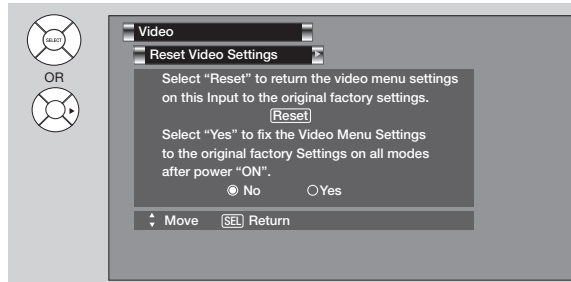 SELECT
OR
Video
Reset Video Settings
Select “Reset” to return the video menu settings
on this Input to the original factory settings.
Reset
Select “Yes” to fix the Video Menu Settings
to the original factory Settings on all modes
after power “ON”.
No Yes
Move SEL Return